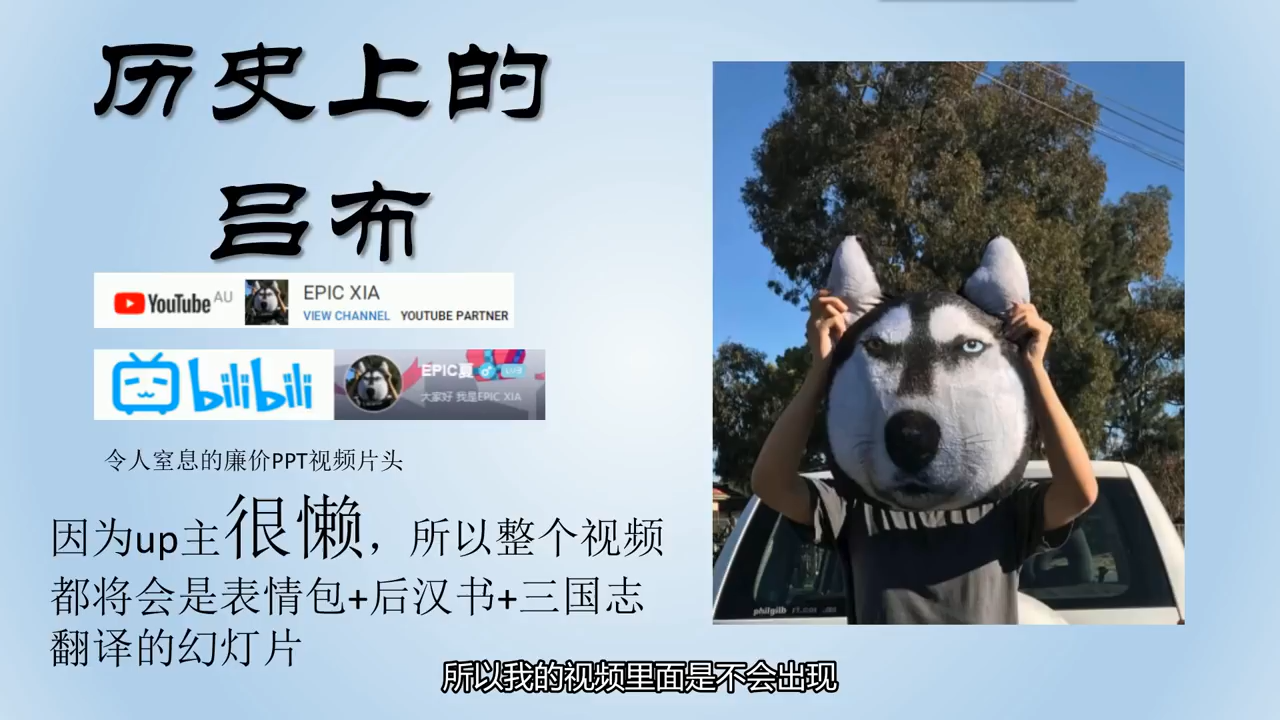 历史上的
吕布
YouTube AU EPIC XIA
VIEW CHANNEL YOUTUBE PARTNER
bilibili EPIC夏
大家好 我是EPIC XIA
令人窒息的廉价PPT视频片头
因为up主很懒，所以整个视频
都将会是表情包+后汉书+三国志
翻译的幻灯片
philgilb
所以我的视频里面是不会出现